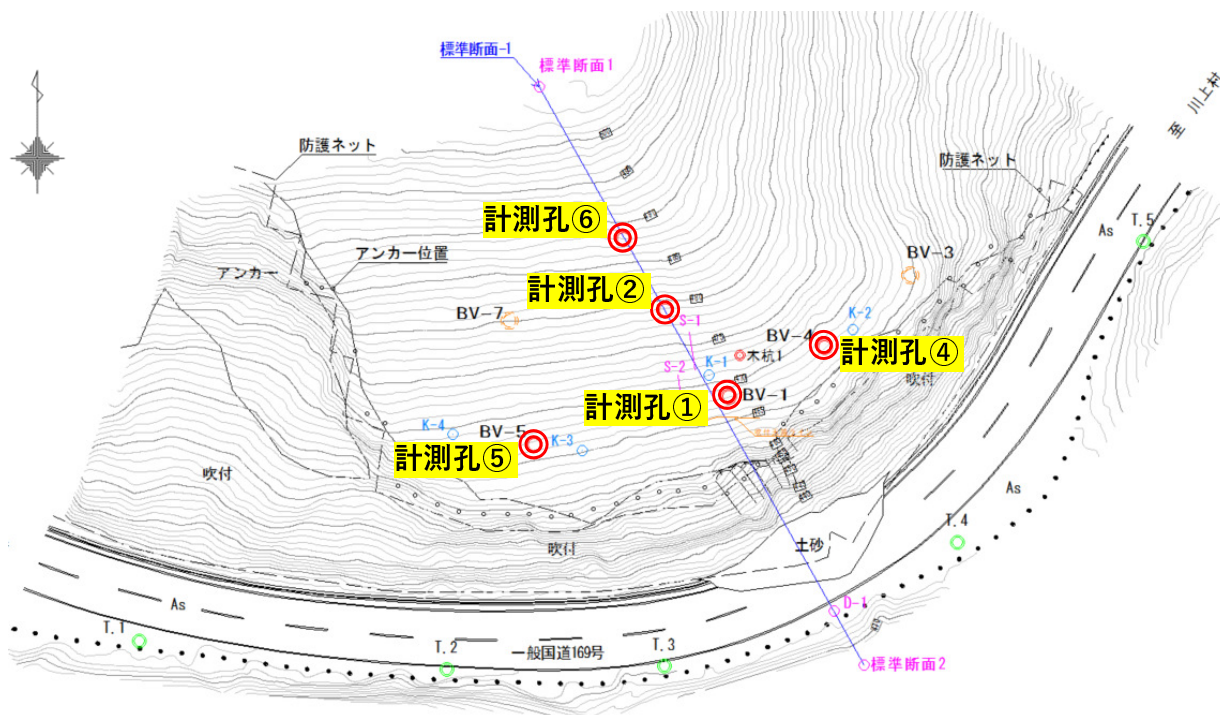 標準断面-1
標準断面1
至 川上村
防護ネット
防護ネット
計測孔⑥
T.5
As
アンカー位置
BV-3
アンカー
計測孔②
BV-7
S-1
K-2
BV-4
木杭1
計測孔④
S-2
K-1
吹付
BV-1
計測孔①
K-4
BV-5
K-3
計測孔⑤
吹付
As
T.4
吹付
土砂
As
D-1
T.1
T.2
一般国道169号
T.3
標準断面2